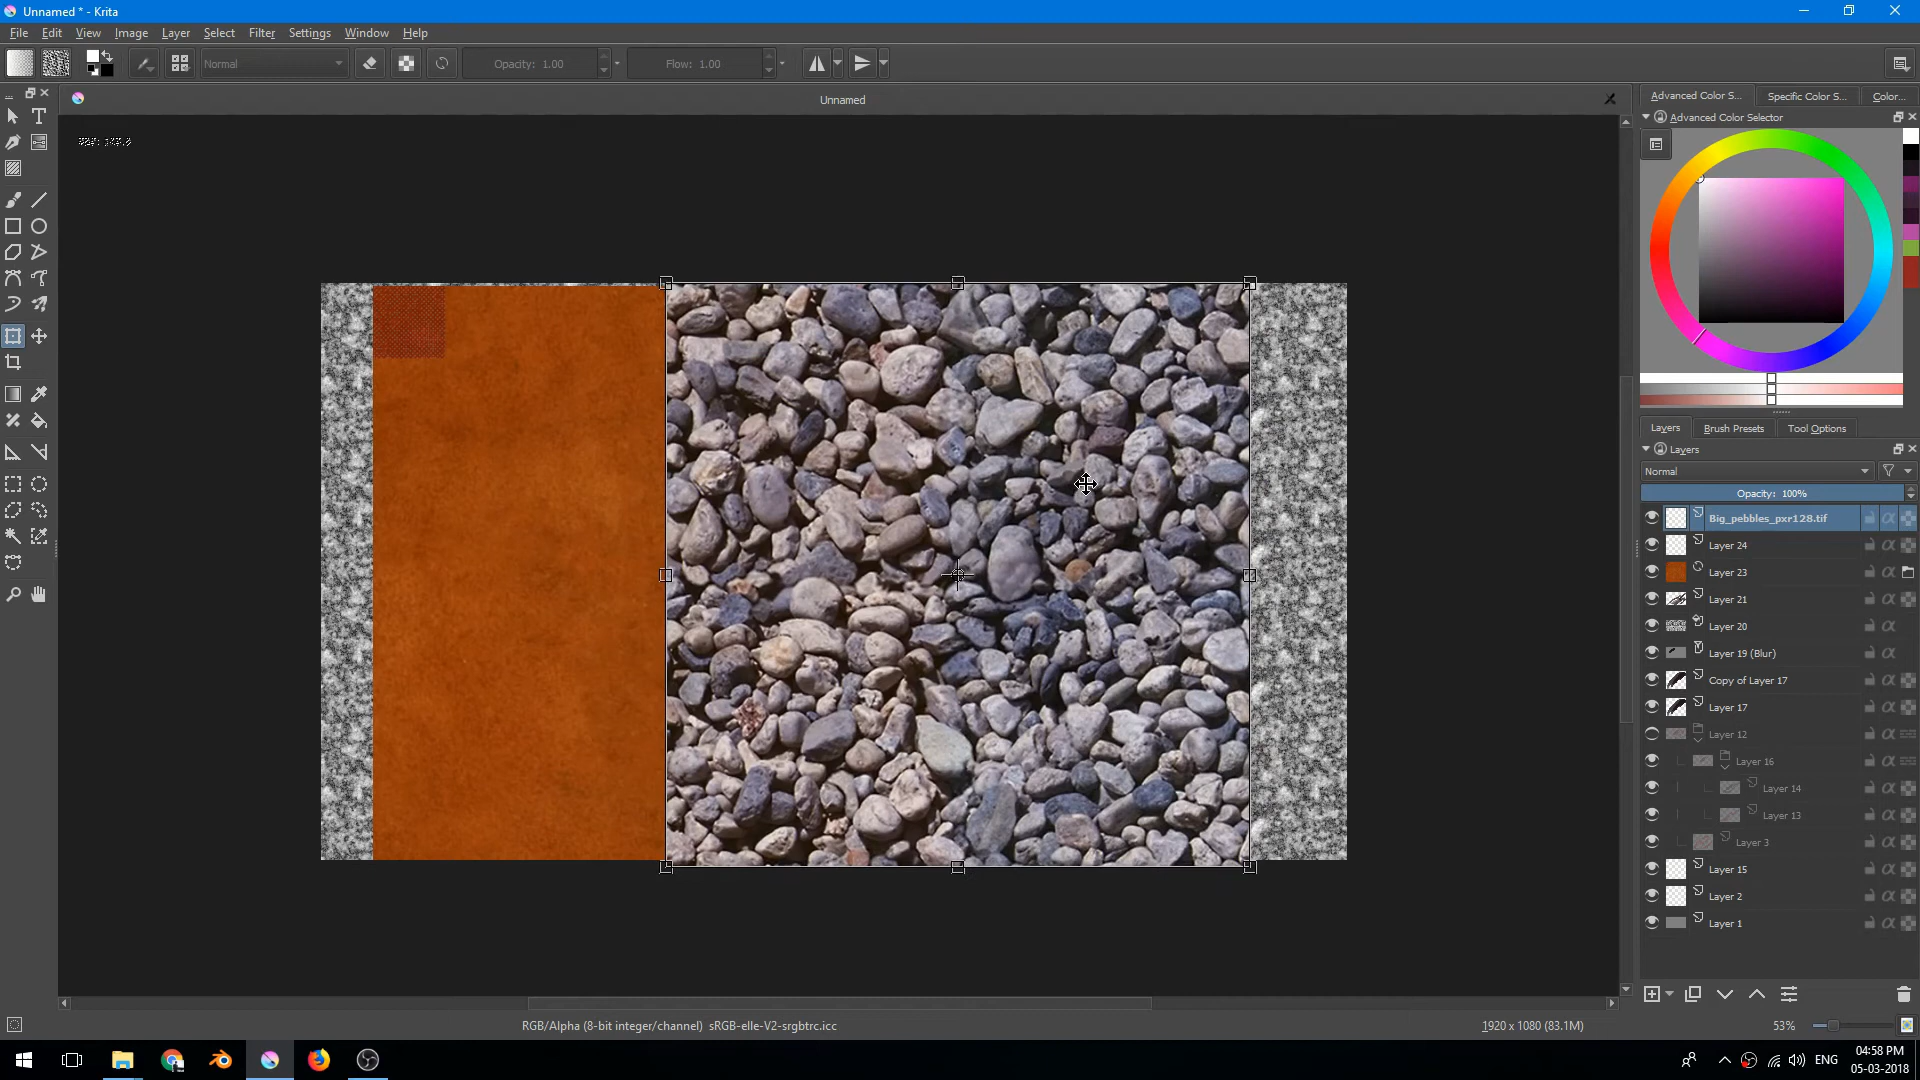 Unnamed * - Krita
File Edit View Image Layer Select Filter Settings Window Help
Normal
Opacity: 1.00
Flow: 1.00
Unnamed
Advanced Color S...
Specific Color S...
Color...
Advanced Color Selector
Layers
Brush Presets
Tool Options
Layers
Normal
Opacity: 100%
Big_pebbles_pxr128.tif
Layer 24
Layer 23
Layer 21
Layer 20
Layer 19 (Blur)
Copy of Layer 17
Layer 17
Layer 12
Layer 16
Layer 14
Layer 13
Layer 3
Layer 15
Layer 2
Layer 1
RGB/Alpha (8-bit integer/channel) sRGB-elle-V2-srgbtrc.icc
1920 x 1080 (83.1M)
53%
ENG
04:58 PM
05-03-2018